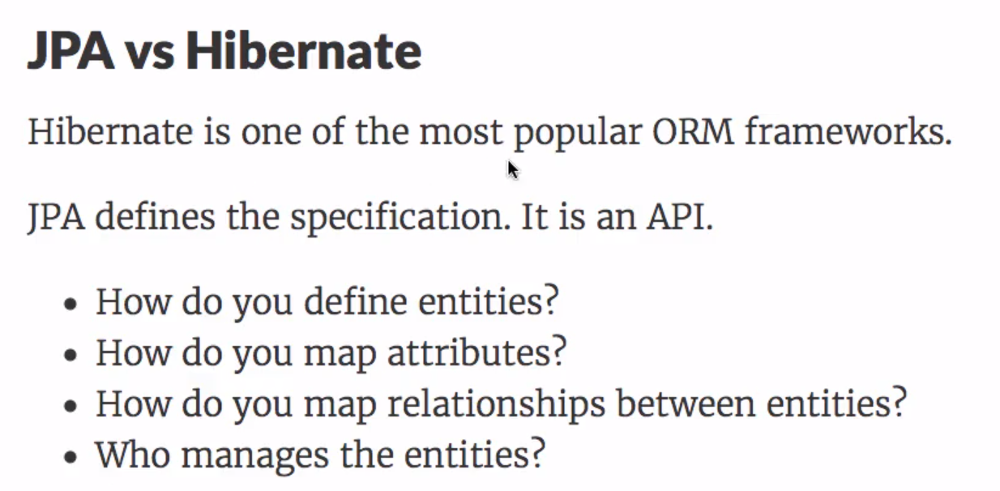 JPA vs Hibernate
Hibernate is one of the most popular ORM frameworks.
JPA defines the specification. It is an API.
• How do you define entities?
• How do you map attributes?
• How do you map relationships between entities?
• Who manages the entities?